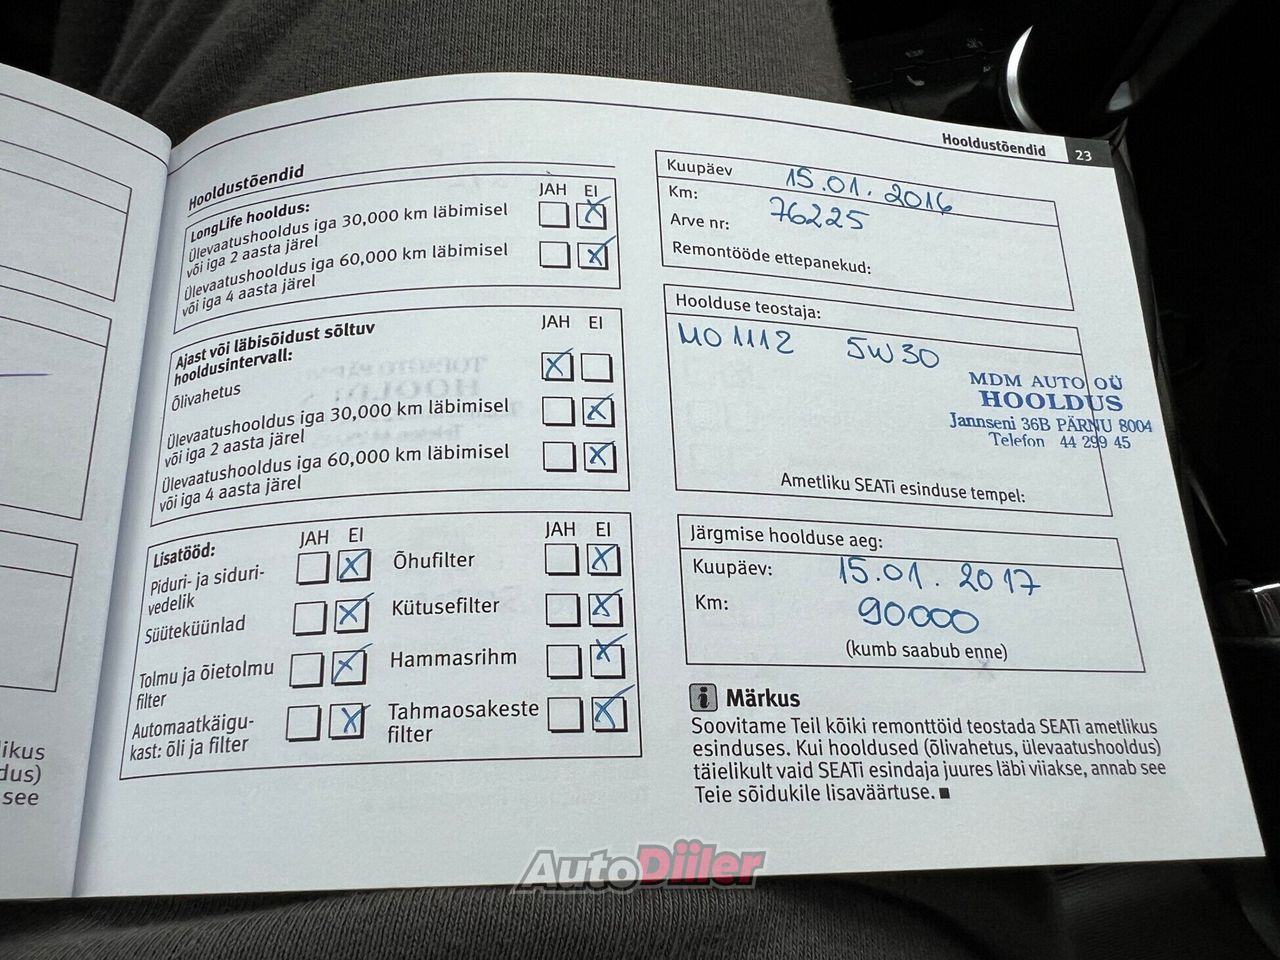 Hooldustõendid 23
likus
dus)
see
Hooldustõendid
LongLife hooldus: JAH EI
Ülevaatushooldus iga 30,000 km läbimisel
või iga 2 aasta järel
Ülevaatushooldus iga 60,000 km läbimisel
või iga 4 aasta järel
Ajast või läbisõidust sõltuv
hooldusintervall: JAH EI
Õlivahetus
Ülevaatushooldus iga 30,000 km läbimisel
või iga 2 aasta järel
Ülevaatushooldus iga 60,000 km läbimisel
või iga 4 aasta järel
Lisatööd: JAH EI JAH EI
Piduri- ja siduri-
vedelik
Õhufilter
Süüteküünlad
Kütusefilter
Tolmu ja õietolmu
filter
Hammasrihm
Automaatkäigu-
kast: õli ja filter
Tahmaosakeste
filter
Kuupäev 15.01.2016
Km: 76225
Arve nr:
Remontööde ettepanekud:
Hoolduse teostaja:
MO 1112 5W30
MDM AUTO OÜ
HOOLDUS
Jannseni 36B PÄRNU 8004
Telefon 44 299 45
Ametliku SEATi esinduse tempel:
Järgmise hoolduse aeg:
Kuupäev: 15.01.2017
Km: 90000
(kumb saabub enne)
i Märkus
Soovitame Teil kõiki remonttöid teostada SEATi ametlikus
esinduses. Kui hooldused (õlivahetus, ülevaatushooldus)
täielikult vaid SEATi esindaja juures läbi viiakse, annab see
Teie sõidukile lisaväärtuse.
AutoDiiler